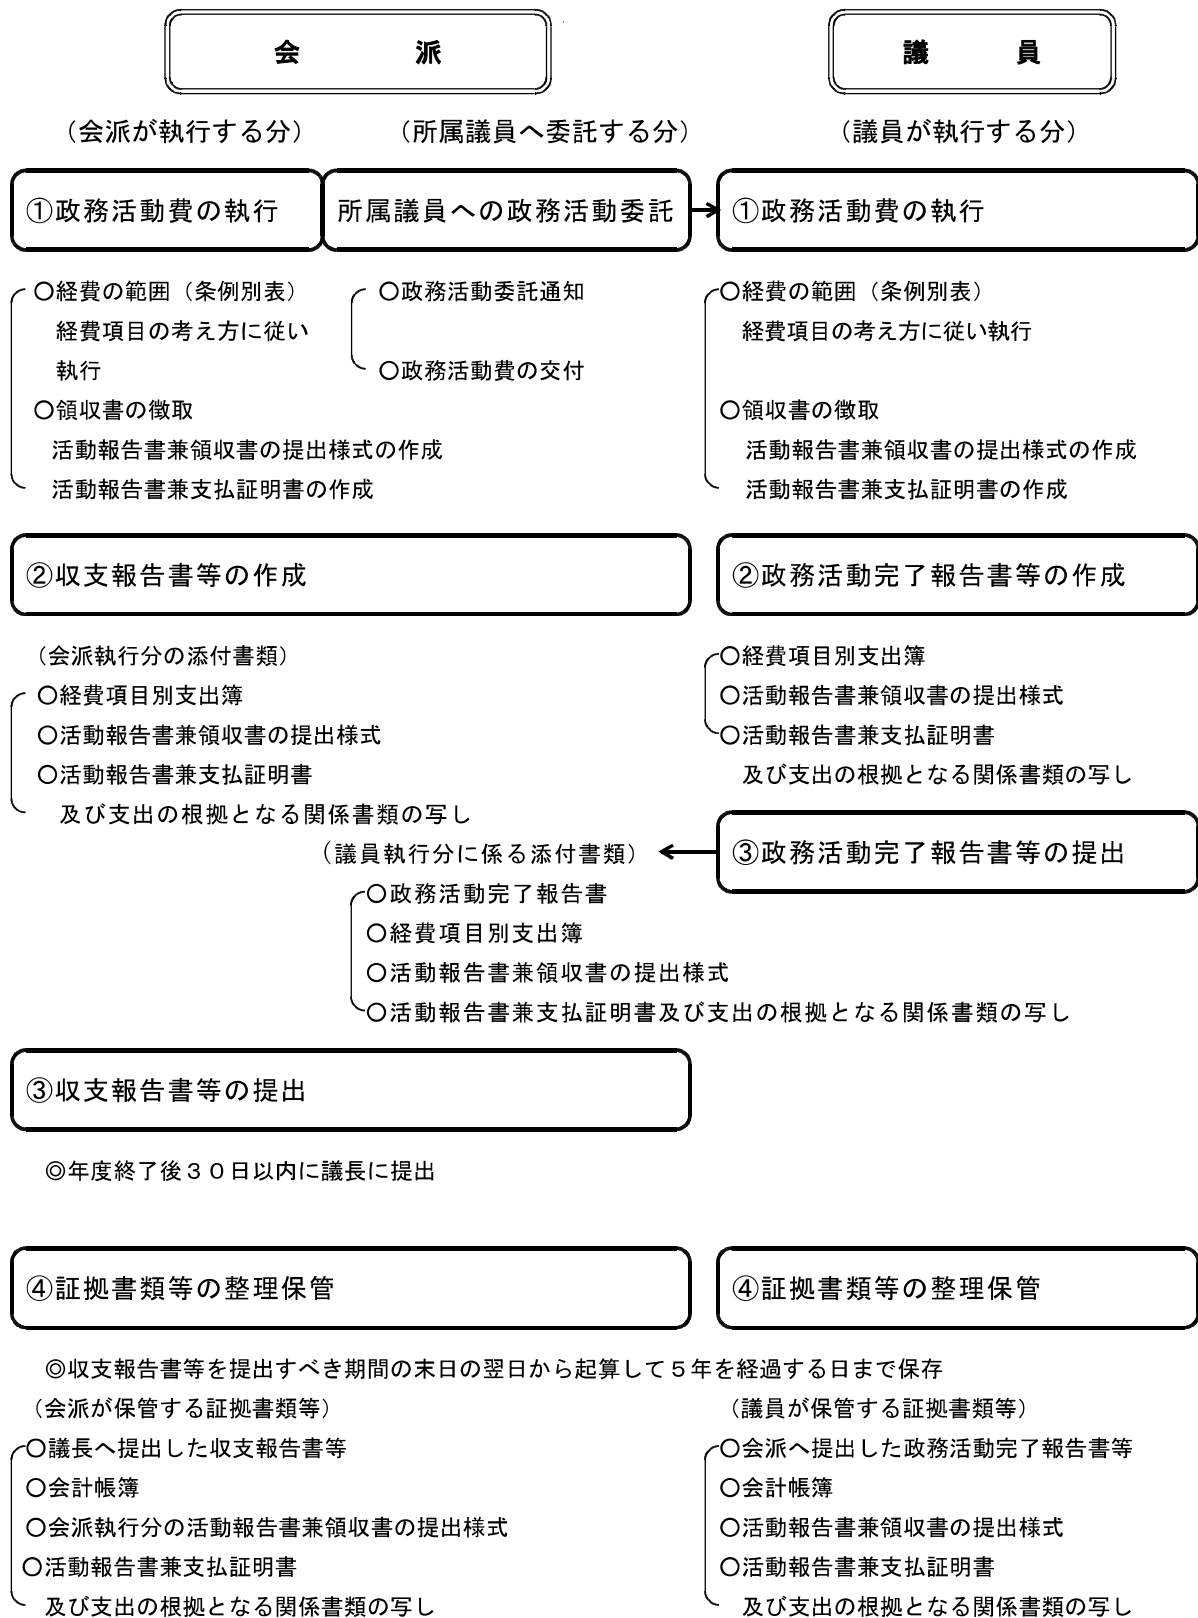 会　派
議　員
（会派が執行する分）　（所属議員へ委託する分）　（議員が執行する分）
①政務活動費の執行
所属議員への政務活動委託
①政務活動費の執行
〇経費の範囲（条例別表）
経費項目の考え方に従い
執行
〇領収書の徴取
活動報告書兼領収書の提出様式の作成
活動報告書兼支払証明書の作成
〇政務活動委託通知
〇政務活動費の交付
〇経費の範囲（条例別表）
経費項目の考え方に従い執行
〇領収書の徴取
活動報告書兼領収書の提出様式の作成
活動報告書兼支払証明書の作成
②収支報告書等の作成
②政務活動完了報告書等の作成
（会派執行分の添付書類）
〇経費項目別支出簿
〇活動報告書兼領収書の提出様式
〇活動報告書兼支払証明書
及び支出の根拠となる関係書類の写し
〇経費項目別支出簿
〇活動報告書兼領収書の提出様式
〇活動報告書兼支払証明書
及び支出の根拠となる関係書類の写し
③政務活動完了報告書等の提出
（議員執行分に係る添付書類）
〇政務活動完了報告書
〇経費項目別支出簿
〇活動報告書兼領収書の提出様式
〇活動報告書兼支払証明書及び支出の根拠となる関係書類の写し
③収支報告書等の提出
◎年度終了後３０日以内に議長に提出
④証拠書類等の整理保管
④証拠書類等の整理保管
◎収支報告書等を提出すべき期間の末日の翌日から起算して５年を経過する日まで保存
（会派が保管する証拠書類等）
〇議長へ提出した収支報告書等
〇会計帳簿
〇会派執行分の活動報告書兼領収書の提出様式
〇活動報告書兼支払証明書
及び支出の根拠となる関係書類の写し
（議員が保管する証拠書類等）
〇会派へ提出した政務活動完了報告書等
〇会計帳簿
〇活動報告書兼領収書の提出様式
〇活動報告書兼支払証明書
及び支出の根拠となる関係書類の写し